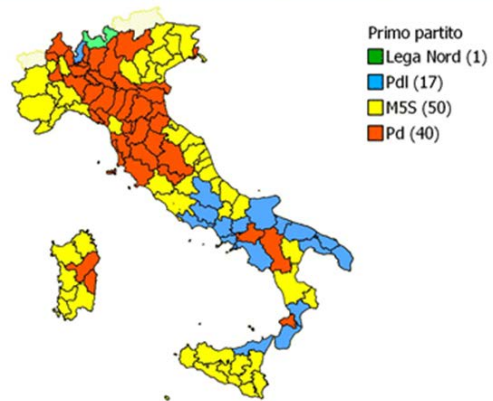 Primo partito
Lega Nord (1)
Pdl (17)
M5S (50)
Pd (40)